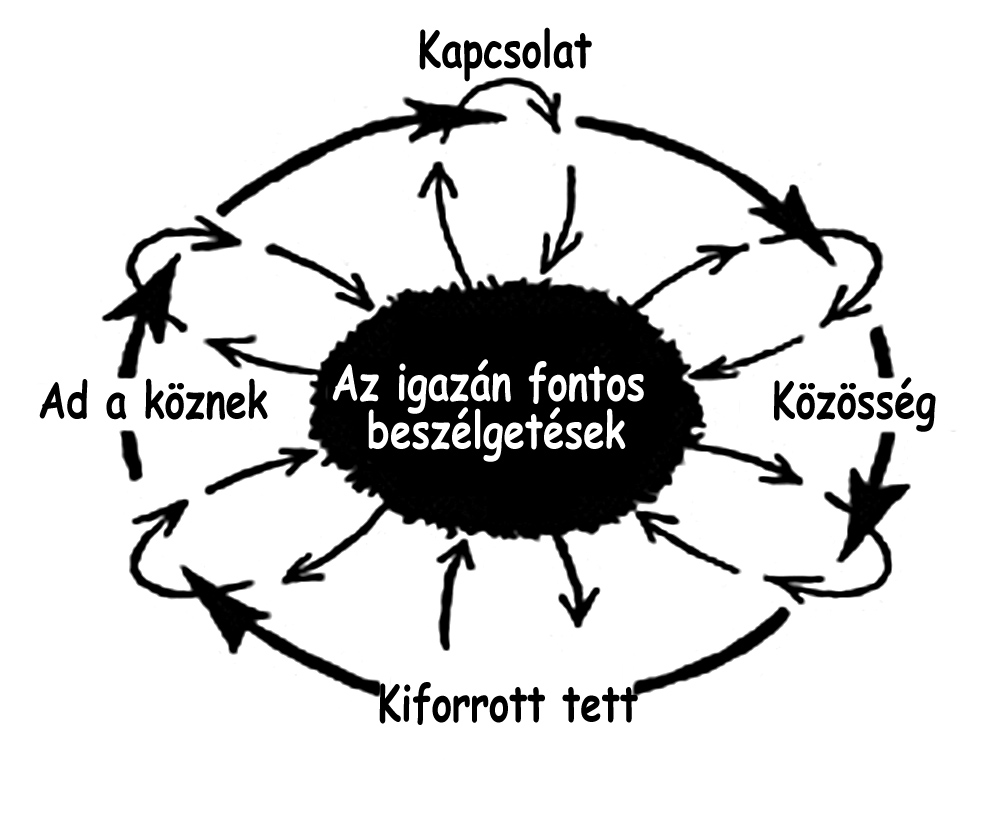 Kapcsolat
Az igazán fontos
beszélgetések
Ad a köznek
Közösség
Kiforrott tett